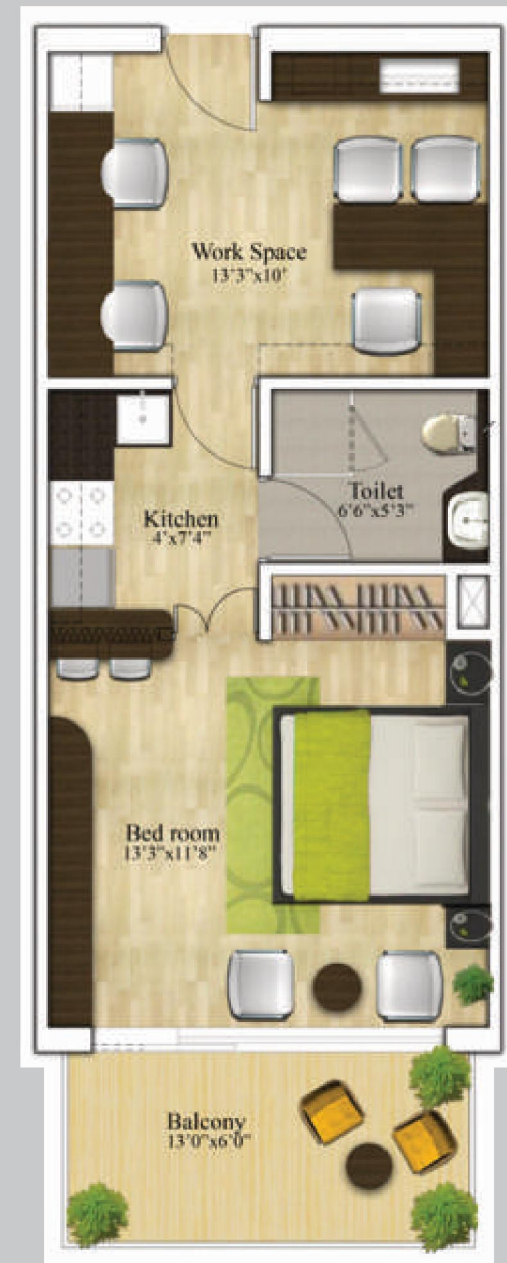 Work Space
13'3"x10'
Toilet
6'6"x5'3"
Kitchen
4'x7'4"
Bed room
13'3"x11'8"
Balcony
13'0"x6'0"